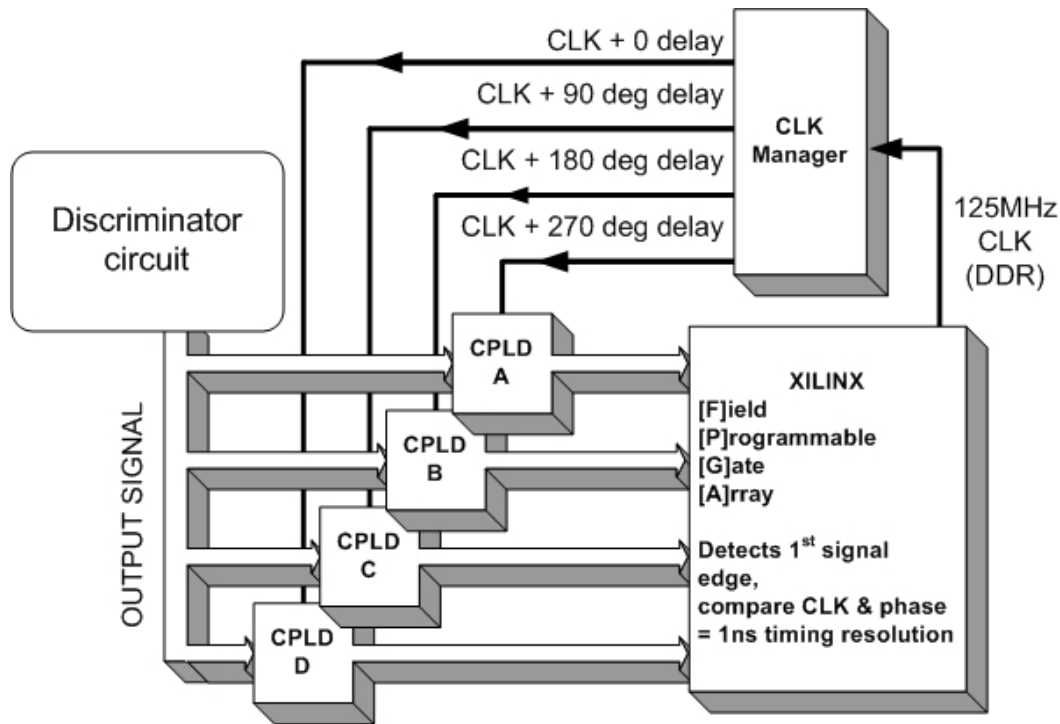 CLK + 0 delay
CLK + 90 deg delay
CLK + 180 deg delay
CLK + 270 deg delay
CLK
Manager
125MHz
CLK
(DDR)
Discriminator
circuit
OUTPUT SIGNAL
CPLD
A
CPLD
B
CPLD
C
CPLD
D
XILINX
[F]ield
[P]rogrammable
[G]ate
[A]rray
Detects 1st signal
edge,
compare CLK & phase
= 1ns timing resolution